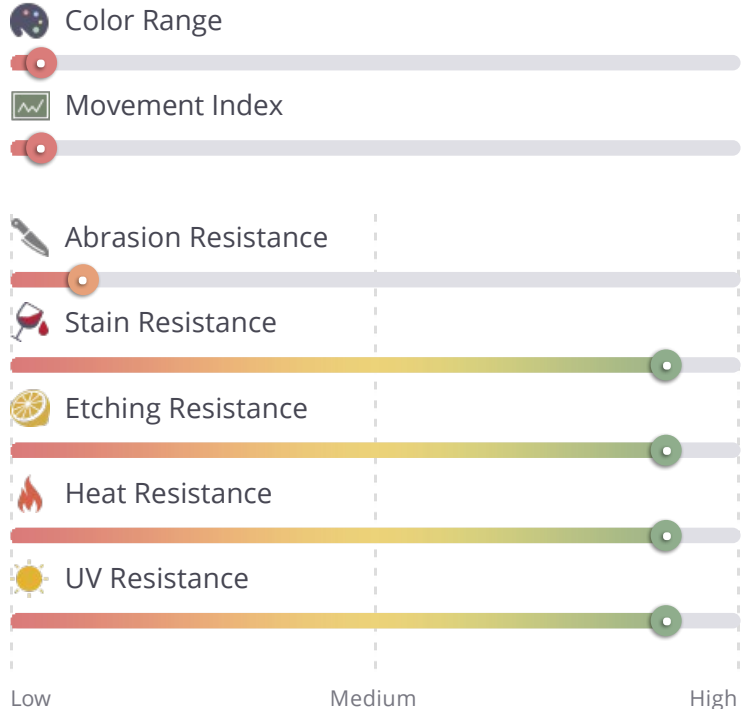 Color Range
Movement Index
Abrasion Resistance
Stain Resistance
Etching Resistance
Heat Resistance
UV Resistance
Low Medium High